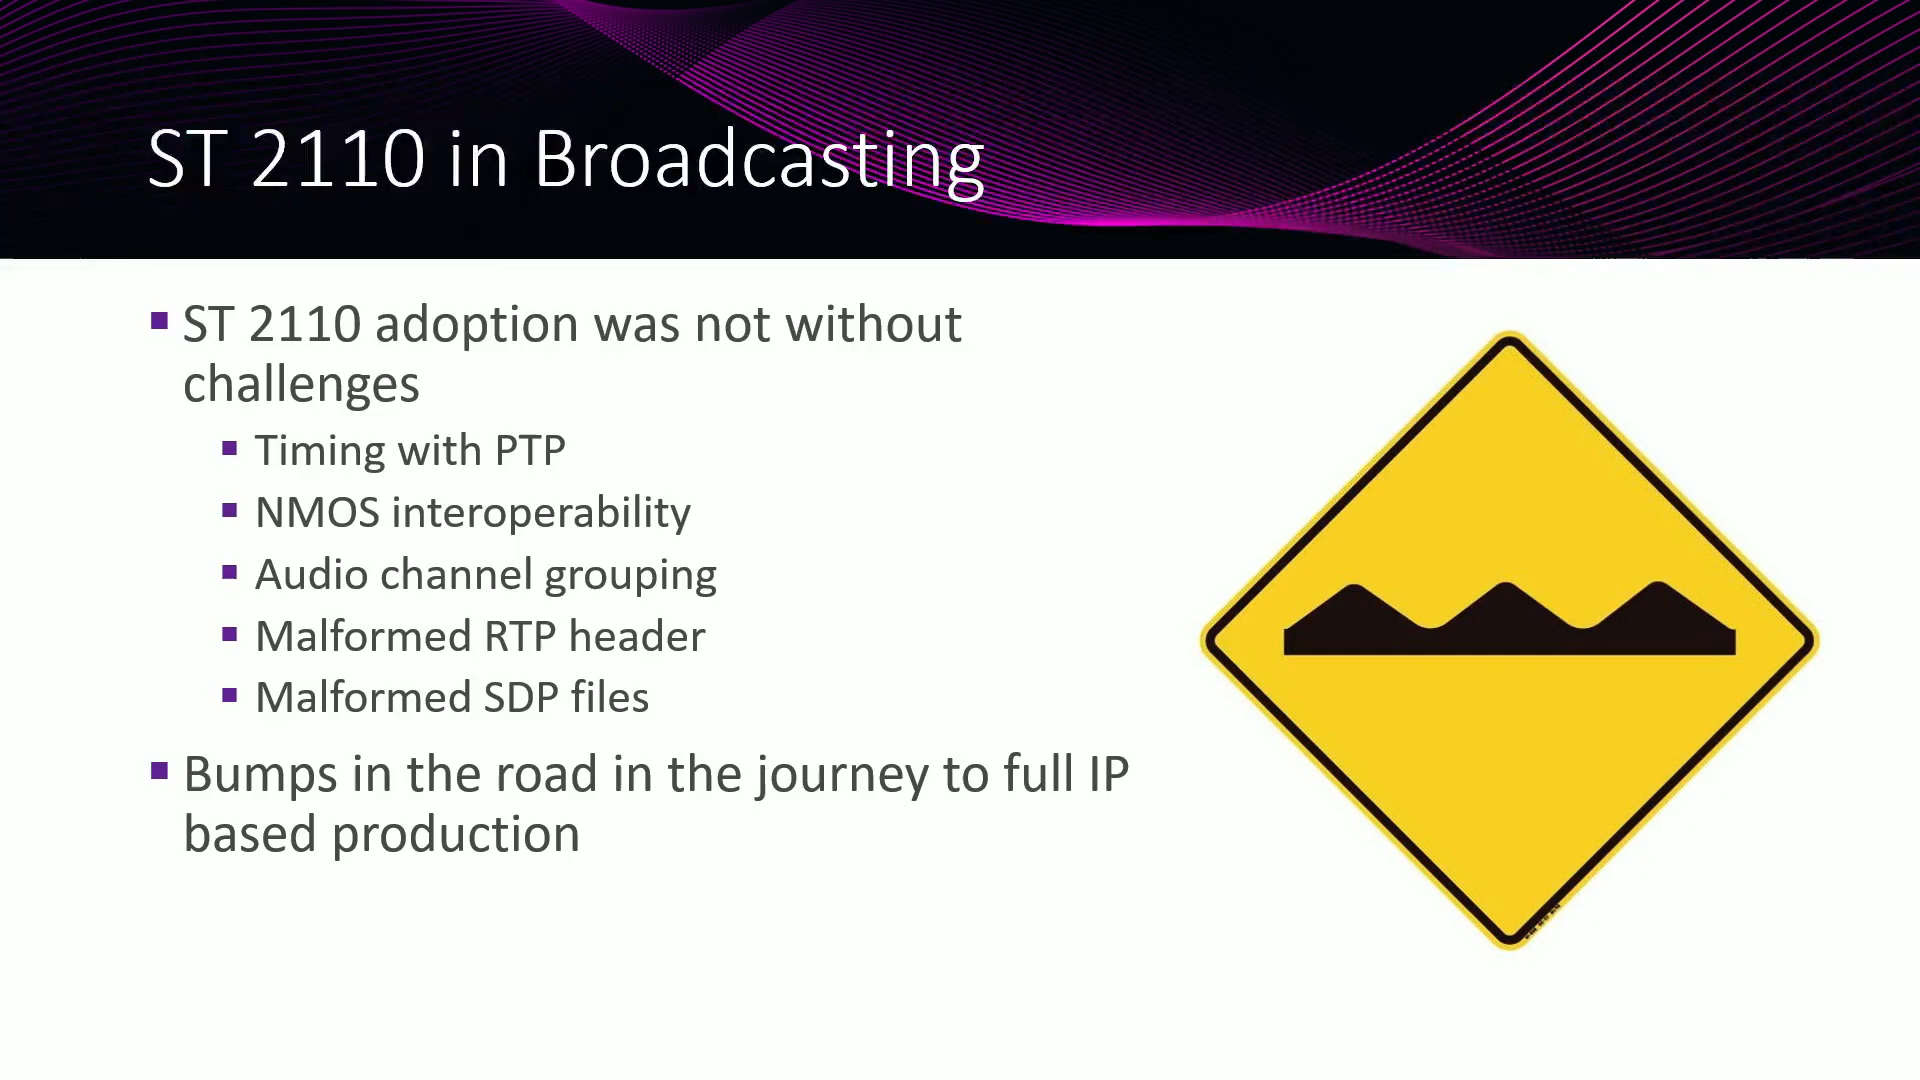 ST 2110 in Broadcasting
ST 2110 adoption was not without
challenges
Timing with PTP
NMOS interoperability
Audio channel grouping
Malformed RTP header
Malformed SDP files
Bumps in the road in the journey to full IP
based production